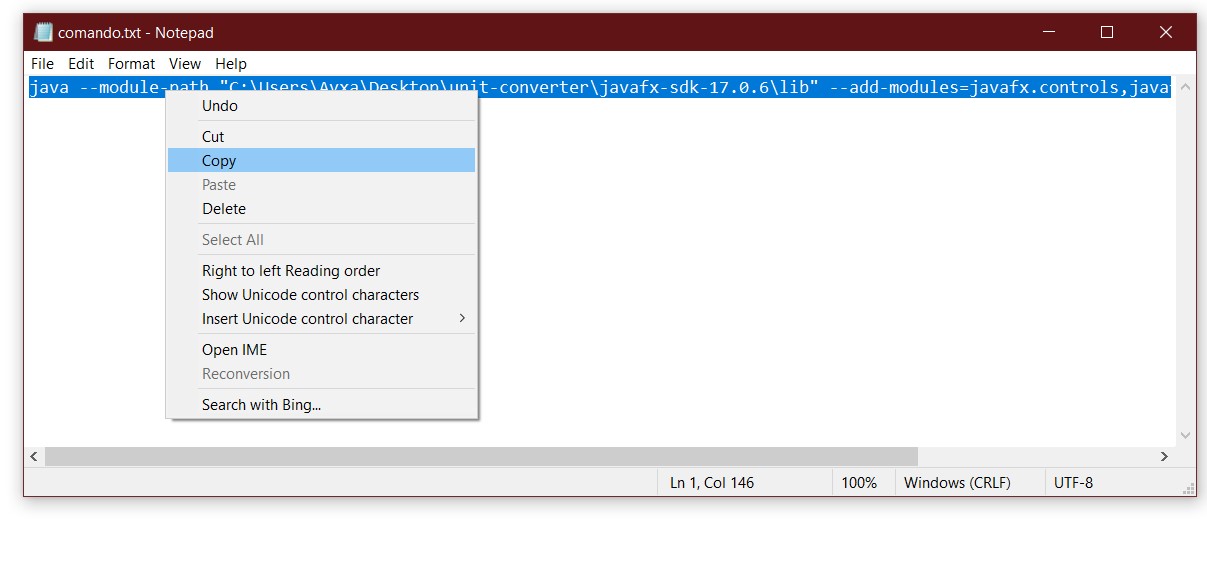 comando.txt - Notepad
File Edit Format View Help
java --module-path "C:\Users\Ayxa\Desktop\unit-converter\javafx-sdk-17.0.6\lib" --add-modules=javafx.controls,java
Undo
Cut
Copy
Paste
Delete
Select All
Right to left Reading order
Show Unicode control characters
Insert Unicode control character
Open IME
Reconversion
Search with Bing...
Ln 1, Col 146 100% Windows (CRLF) UTF-8